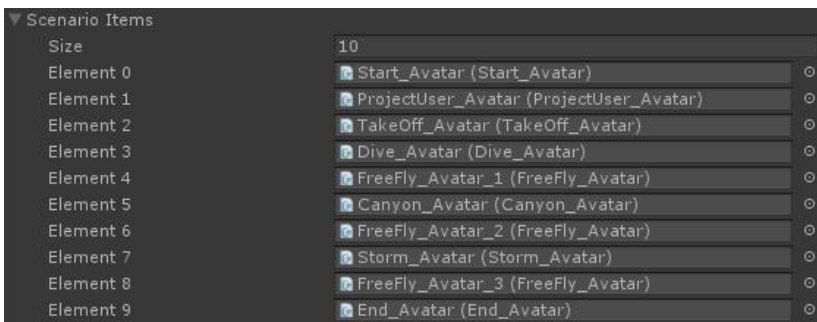 Scenario Items
Size 10
Element 0 Start_Avatar (Start_Avatar)
Element 1 ProjectUser_Avatar (ProjectUser_Avatar)
Element 2 TakeOff_Avatar (TakeOff_Avatar)
Element 3 Dive_Avatar (Dive_Avatar)
Element 4 FreeFly_Avatar_1 (FreeFly_Avatar)
Element 5 Canyon_Avatar (Canyon_Avatar)
Element 6 FreeFly_Avatar_2 (FreeFly_Avatar)
Element 7 Storm_Avatar (Storm_Avatar)
Element 8 FreeFly_Avatar_3 (FreeFly_Avatar)
Element 9 End_Avatar (End_Avatar)